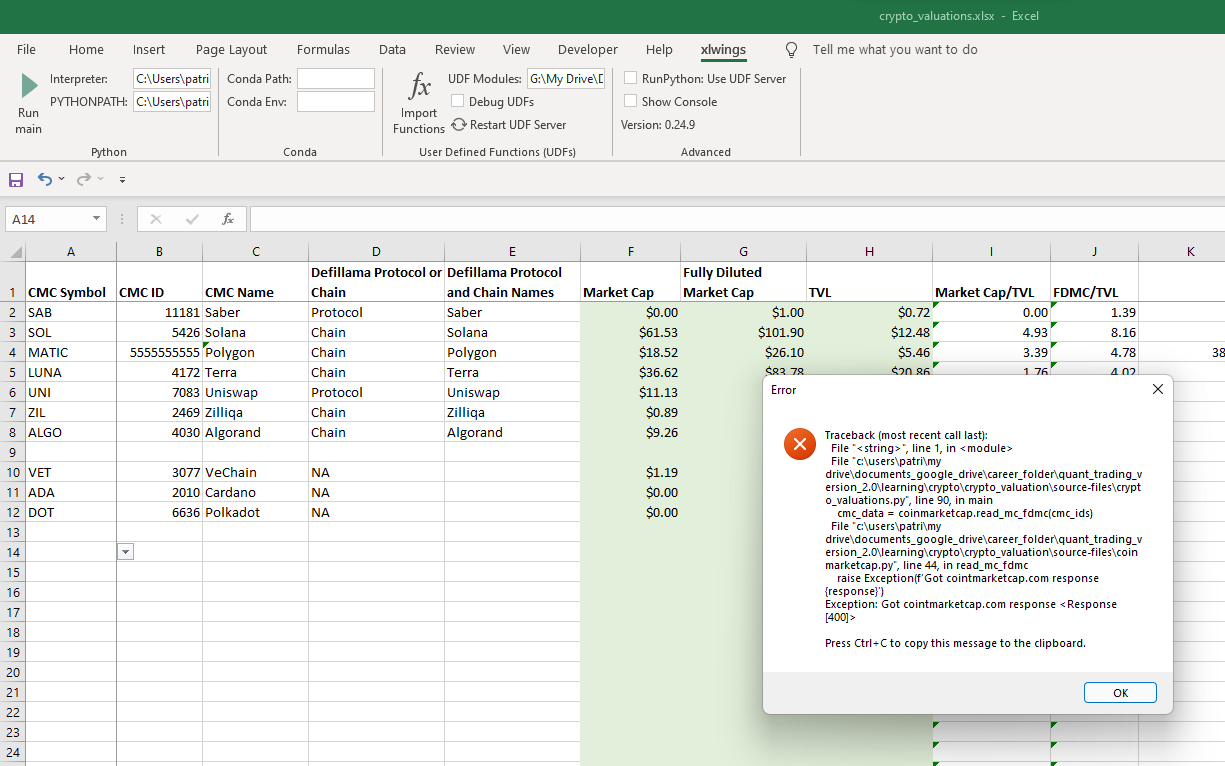 crypto_valuations.xlsx - Excel
File Home Insert Page Layout Formulas Data Review View Developer Help xlwings Tell me what you want to do
Run main
Interpreter: C:\Users\patri
PYTHONPATH: C:\Users\patri
Python
Conda Path:
Conda Env:
Conda
fx Import Functions
UDF Modules: G:\My Drive\D
Debug UDFs
Restart UDF Server
User Defined Functions (UDFs)
RunPython: Use UDF Server
Show Console
Version: 0.24.9
Advanced
A14 fx
A B C D E F G H I J K
1 CMC Symbol CMC ID CMC Name Defillama Protocol or Chain Defillama Protocol and Chain Names Market Cap Fully Diluted Market Cap TVL Market Cap/TVL FDMC/TVL
2 SAB 11181 Saber Protocol Saber $0.00 $1.00 $0.72 0.00 1.39
3 SOL 5426 Solana Chain Solana $61.53 $101.90 $12.48 4.93 8.16
4 MATIC 5555555555 Polygon Chain Polygon $18.52 $26.10 $5.46 3.39 4.78 38
5 LUNA 4172 Terra Chain Terra $36.62 $83.78 $20.86 1.76 4.02
6 UNI 7083 Uniswap Protocol Uniswap $11.13
7 ZIL 2469 Zilliqa Chain Zilliqa $0.89
8 ALGO 4030 Algorand Chain Algorand $9.26
9
10 VET 3077 VeChain NA $1.19
11 ADA 2010 Cardano NA $0.00
12 DOT 6636 Polkadot NA $0.00
13
14
15
16
17
18
19
20
21
22
23
24
Error
Traceback (most recent call last):
File "<string>", line 1, in <module>
File "c:\users\patri\my
drive\documents_google_drive\career_folder\quant_trading_v
ersion_2.0\learning\crypto\crypto_valuation\source-files\crypt
o_valuations.py", line 90, in main
cmc_data = coinmarketcap.read_mc_fdmc(cmc_ids)
File "c:\users\patri\my
drive\documents_google_drive\career_folder\quant_trading_v
ersion_2.0\learning\crypto\crypto_valuation\source-files\coin
marketcap.py", line 44, in read_mc_fdmc
raise Exception(f'Got cointmarketcap.com response
{response}')
Exception: Got cointmarketcap.com response <Response
[400]>
Press Ctrl+C to copy this message to the clipboard.
OK